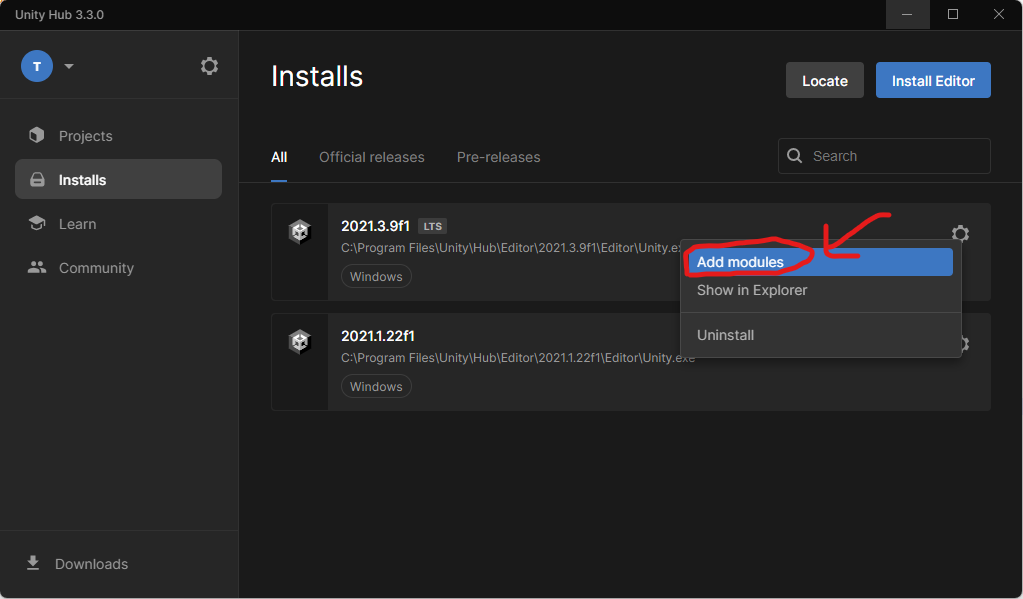 Unity Hub 3.3.0
T
Projects
Installs
Learn
Community
Downloads
Installs
Locate
Install Editor
All
Official releases
Pre-releases
Search
2021.3.9f1 LTS
C:\Program Files\Unity\Hub\Editor\2021.3.9f1\Editor\Unity.ex
Windows
Add modules
Show in Explorer
Uninstall
2021.1.22f1
C:\Program Files\Unity\Hub\Editor\2021.1.22f1\Editor\Unity.exe
Windows